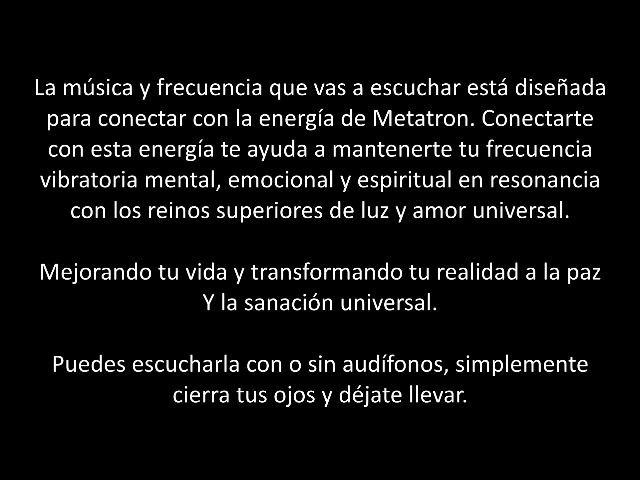 La música y frecuencia que vas a escuchar está diseñada
para conectar con la energía de Metatron. Conectarte
con esta energía te ayuda a mantenerte tu frecuencia
vibratoria mental, emocional y espiritual en resonancia
con los reinos superiores de luz y amor universal.
Mejorando tu vida y transformando tu realidad a la paz
Y la sanación universal.
Puedes escucharla con o sin audífonos, simplemente
cierra tus ojos y déjate llevar.